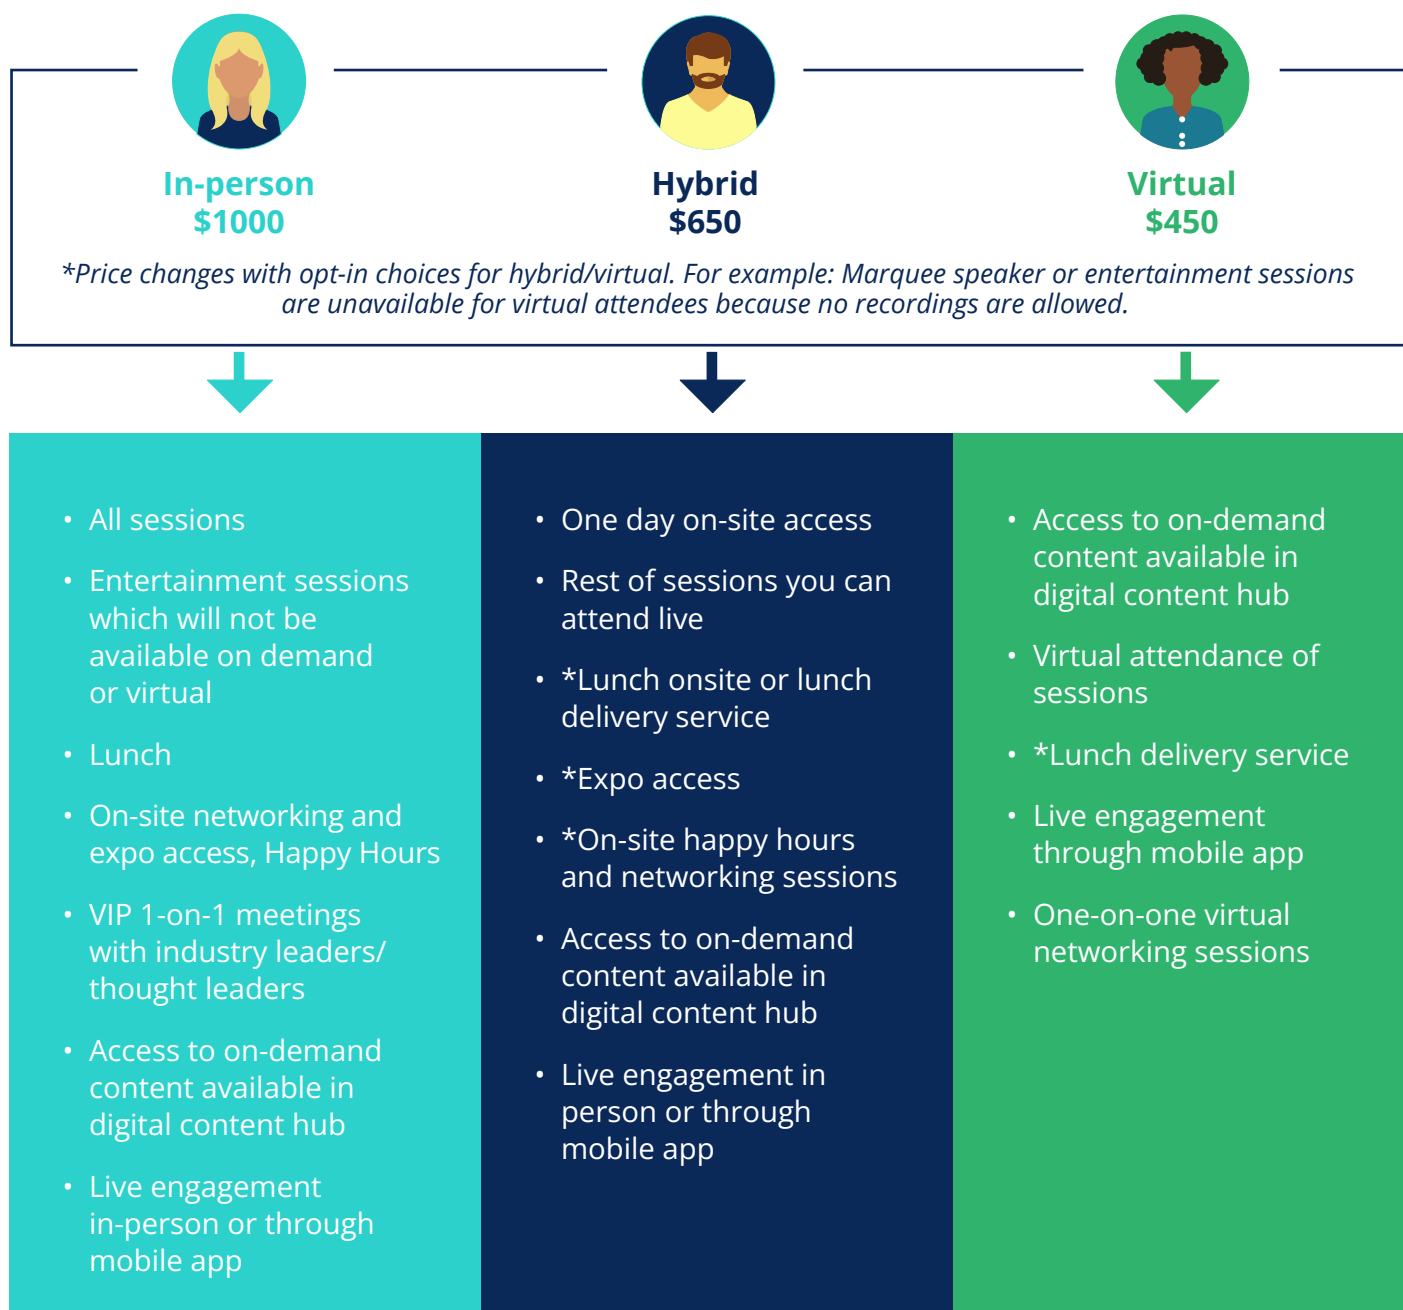 In-person
$1000
Hybrid
$650
Virtual
$450
*Price changes with opt-in choices for hybrid/virtual. For example: Marquee speaker or entertainment sessions
are unavailable for virtual attendees because no recordings are allowed.
• All sessions
• Entertainment sessions
which will not be
available on demand
or virtual
• Lunch
• On-site networking and
expo access, Happy Hours
• VIP 1-on-1 meetings
with industry leaders/
thought leaders
• Access to on-demand
content available in
digital content hub
• Live engagement
in-person or through
mobile app
• One day on-site access
• Rest of sessions you can
attend live
• *Lunch onsite or lunch
delivery service
• *Expo access
• *On-site happy hours
and networking sessions
• Access to on-demand
content available in
digital content hub
• Live engagement in
person or through
mobile app
• Access to on-demand
content available in
digital content hub
• Virtual attendance of
sessions
• *Lunch delivery service
• Live engagement
through mobile app
• One-on-one virtual
networking sessions